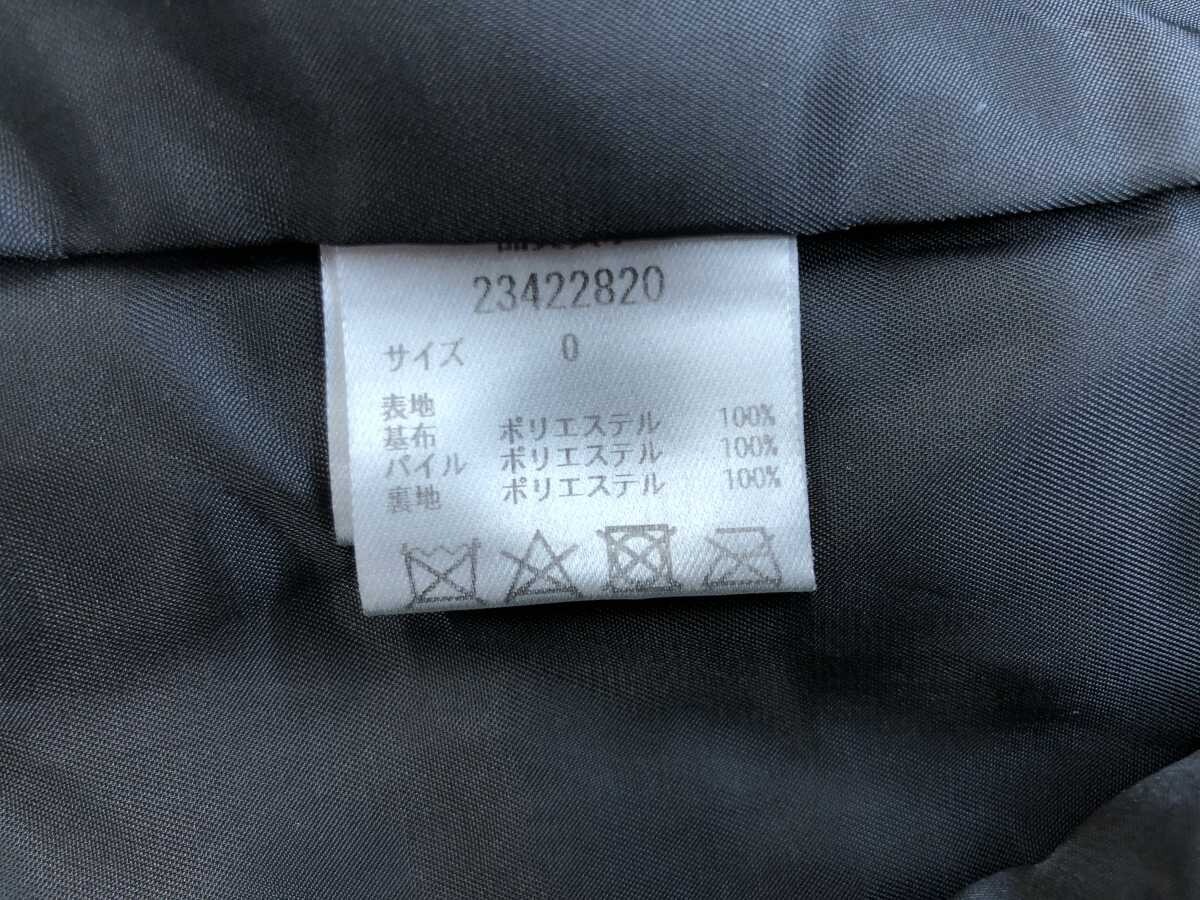 23422820
サイズ 0
表地
基布 ポリエステル 100%
パイル ポリエステル 100%
裏地 ポリエステル 100%